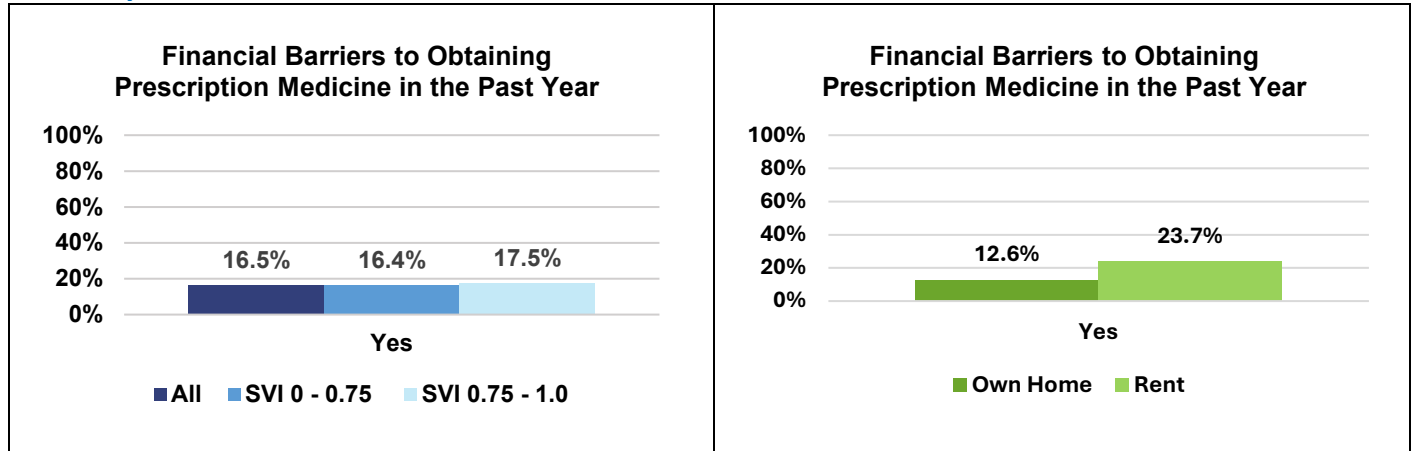 Financial Barriers to Obtaining
Prescription Medicine in the Past Year
100%
80%
60%
40%
20%
0%
16.5%
16.4%
17.5%
Yes
All
SVI 0 - 0.75
SVI 0.75 - 1.0
Financial Barriers to Obtaining
Prescription Medicine in the Past Year
100%
80%
60%
40%
20%
0%
12.6%
23.7%
Yes
Own Home
Rent